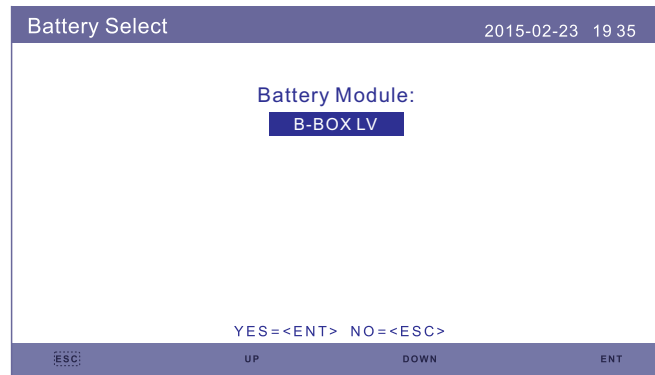 Battery Select 2015-02-23 19 35
Battery Module:
B-BOX LV
YES=<ENT> NO=<ESC>
ESC UP DOWN ENT